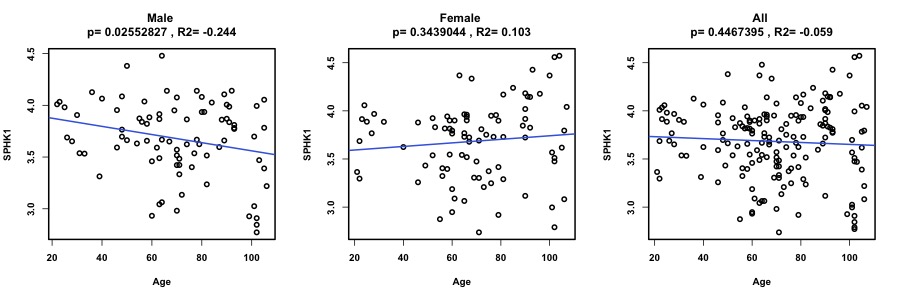 Male
p= 0.02552827 , R2= -0.244
SPHK1
4.5
4.0
3.5
3.0
20 40 60 80 100
Age
Female
p= 0.3439044 , R2= 0.103
SPHK1
4.5
4.0
3.5
3.0
20 40 60 80 100
Age
All
p= 0.4467395 , R2= -0.059
SPHK1
4.5
4.0
3.5
3.0
20 40 60 80 100
Age